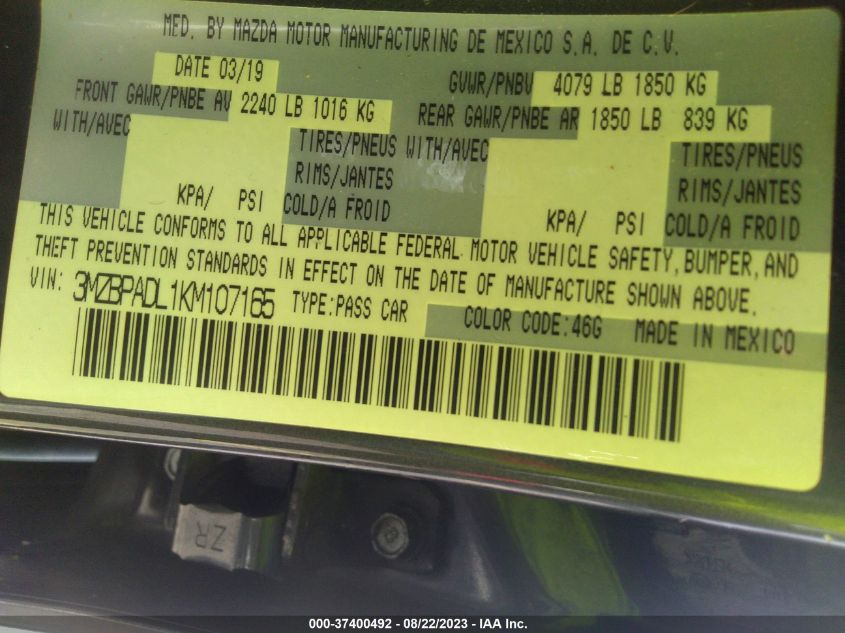 MFD. BY MAZDA MOTOR MANUFACTURING DE MEXICO S.A. DE C.V.
DATE 03/19 GVWR/PNBV 4079 LB 1850 KG
FRONT GAWR/PNBE AV 2240 LB 1016 KG REAR GAWR/PNBE AR 1850 LB 839 KG
WITH/AVEC TIRES/PNEUS WITH/AVEC TIRES/PNEUS
RIMS/JANTES RIMS/JANTES
KPA/ PSI COLD/A FROID KPA/ PSI COLD/A FROID
THIS VEHICLE CONFORMS TO ALL APPLICABLE FEDERAL MOTOR VEHICLE SAFETY, BUMPER, AND
THEFT PREVENTION STANDARDS IN EFFECT ON THE DATE OF MANUFACTURE SHOWN ABOVE.
VIN: 3MZBPADL1KM107165 TYPE:PASS CAR COLOR CODE:46G MADE IN MEXICO
ZR
000-37400492 - 08/22/2023 - IAA Inc.